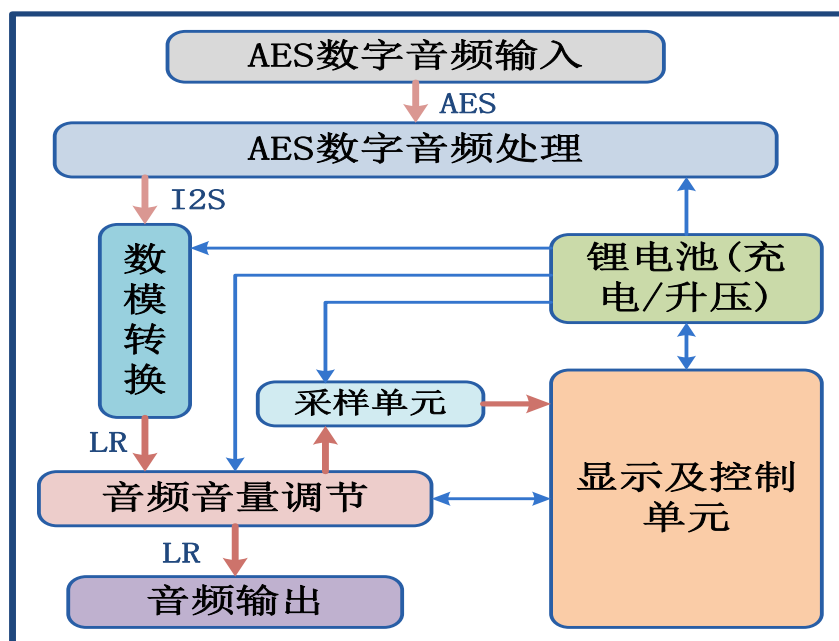 AES数字音频输入
AES
AES数字音频处理
I2S
数
模
转
换
锂电池(充
电/升压)
采样单元
LR
音频音量调节
显示及控制
单元
LR
音频输出